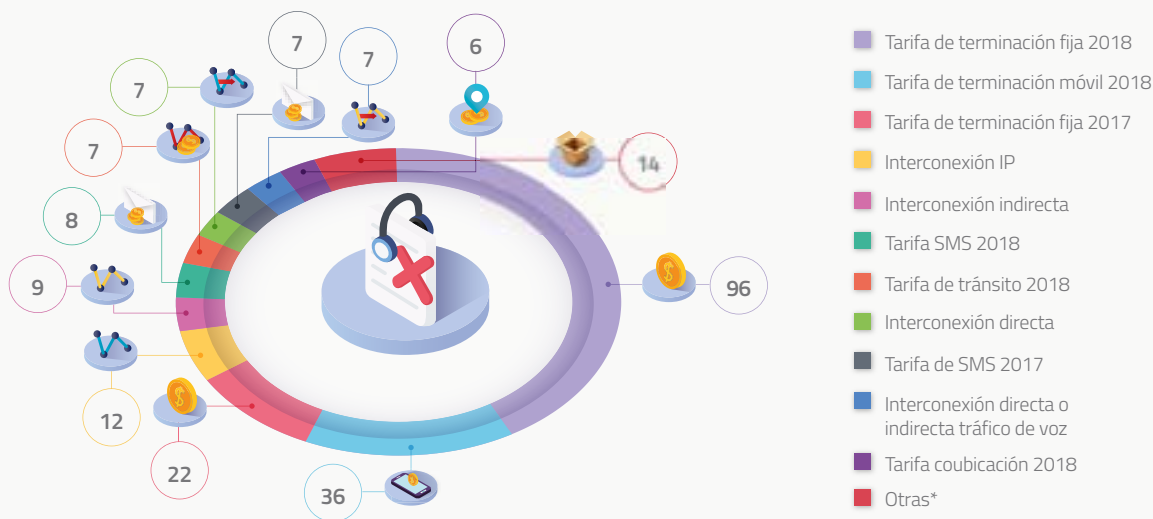 7
7
6
7
7
14
8
9
96
12
22
36
Tarifa de terminación fija 2018
Tarifa de terminación móvil 2018
Tarifa de terminación fija 2017
Interconexión IP
Interconexión indirecta
Tarifa SMS 2018
Tarifa de tránsito 2018
Interconexión directa
Tarifa de SMS 2017
Interconexión directa o
indirecta tráfico de voz
Tarifa coubicación 2018
Otras*